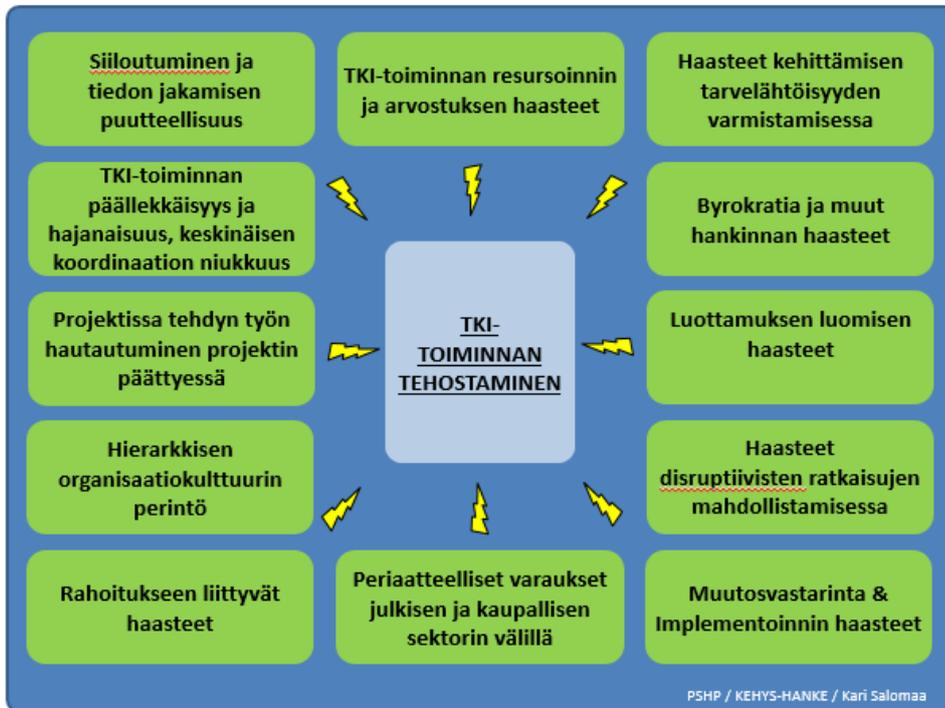 Siiloutuminen ja
tiedon jakamisen
puutteellisuus
TKI-toiminnan resursoinnin
ja arvostuksen haasteet
Haasteet kehittämisen
tarvelähtöisyyden
varmistamisessa
TKI-toiminnan
päällekkäisyys ja
hajanaisuus, keskinäisen
koordinaation niukkuus
Byrokratia ja muut
hankinnan haasteet
Projektissa tehdyn työn
hautautuminen projektin
päättyessä
TKI-
TOIMINNAN
TEHOSTAMINEN
Luottamuksen luomisen
haasteet
Hierarkkisen
organisaatiokulttuurin
perintö
Haasteet
disruptiivisten ratkaisujen
mahdollistamisessa
Rahoitukseen liittyvät
haasteet
Periaatteelliset varaukset
julkisen ja kaupallisen
sektorin välillä
Muutosvastarinta &
Implementoinnin haasteet
PSHP / KEHYS-HANKE / Kari Salomaa